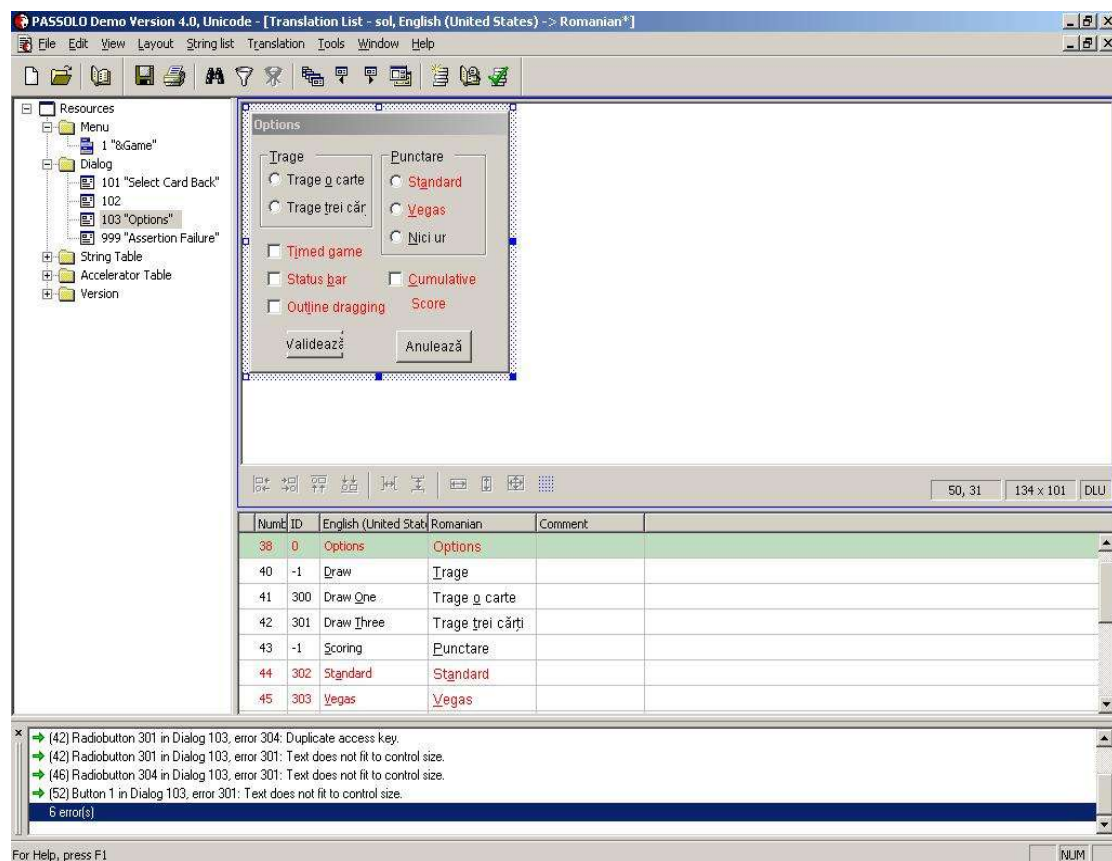 PASSOLO Demo Version 4.0, Unicode - [Translation List - sol, English (United States) -> Romanian*]
File Edit View Layout String list Translation Tools Window Help
Resources
Menu
1 "&Game"
Dialog
101 "Select Card Back"
102
103 "Options"
999 "Assertion Failure"
String Table
Accelerator Table
Version
Options
Trage
Trage o carte
Trage trei căr
Punctare
Standard
Vegas
Nici ur
Timed game
Status bar
Outline dragging
Cumulative
Score
Validează
Anulează
50, 31 134 x 101 DLU
Numb ID English (United Stat Romanian Comment
38 0 Options Options
40 -1 Draw Trage
41 300 Draw One Trage o carte
42 301 Draw Three Trage trei cărți
43 -1 Scoring Punctare
44 302 Standard Standard
45 303 Vegas Vegas
(42) Radiobutton 301 in Dialog 103, error 304: Duplicate access key.
(42) Radiobutton 301 in Dialog 103, error 301: Text does not fit to control size.
(46) Radiobutton 304 in Dialog 103, error 301: Text does not fit to control size.
(52) Button 1 in Dialog 103, error 301: Text does not fit to control size.
6 error(s)
For Help, press F1 NUM